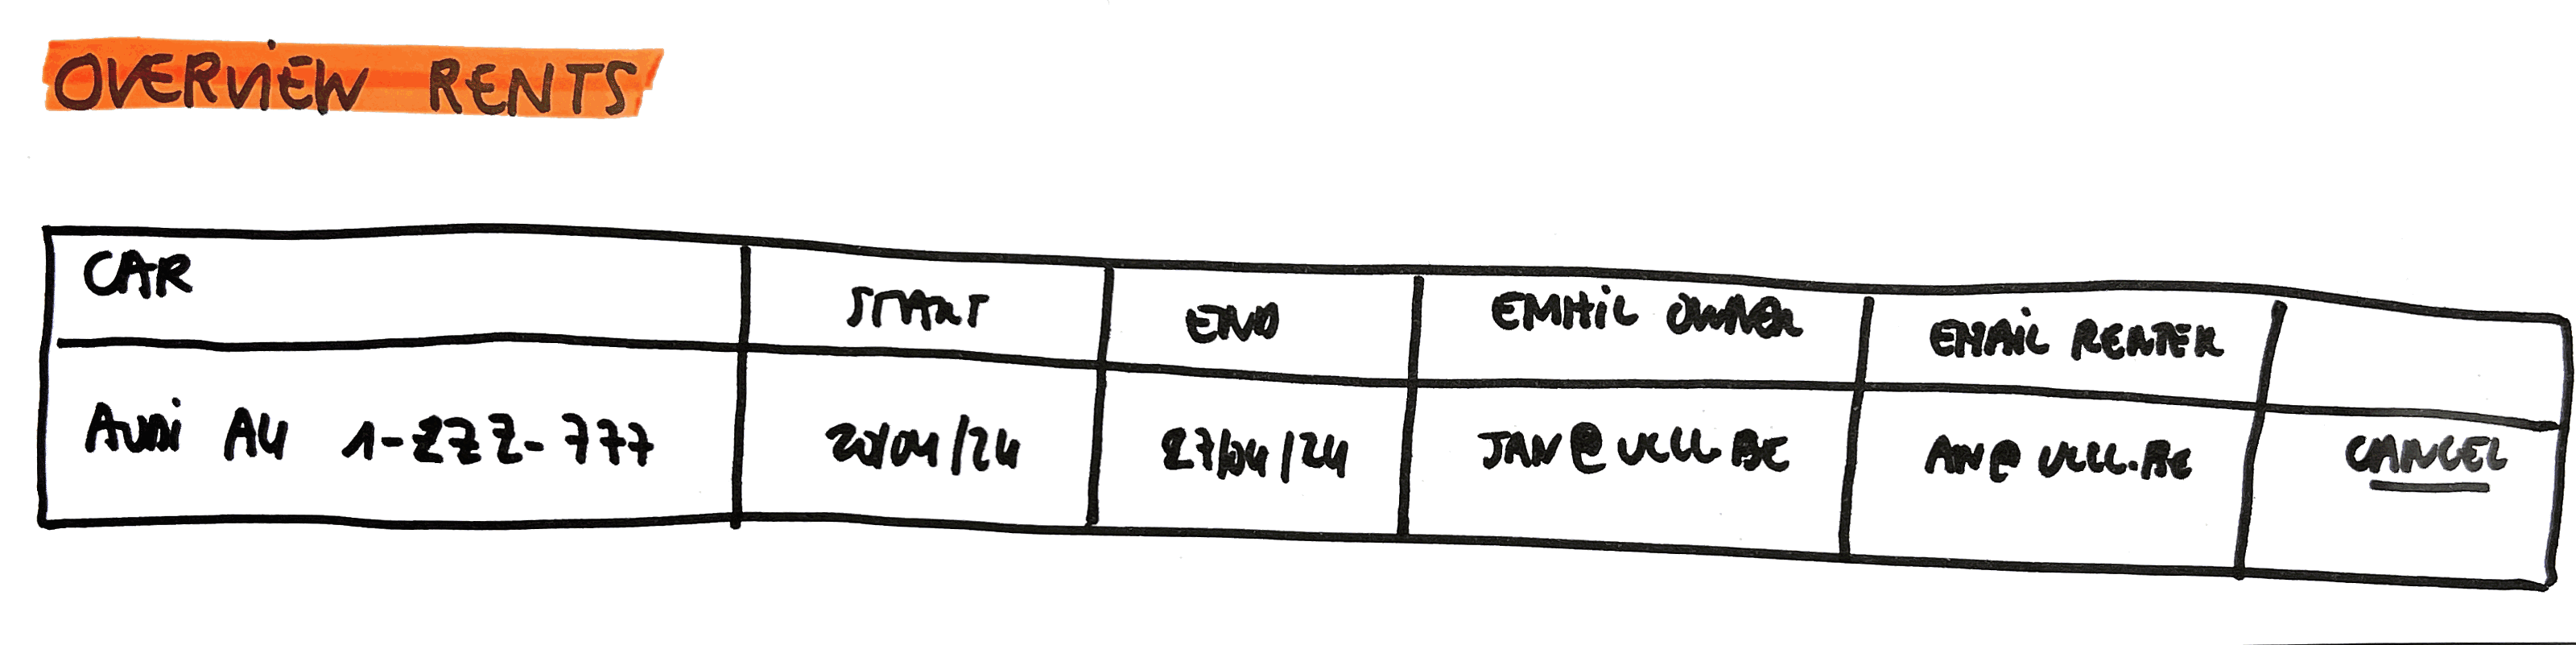 OVERVIEW RENTS
CAR START END EMAIL OWNER EMAIL RENTER
AUDI A4 1-ZZZ-777 20/04/24 27/04/24 JAN@UCLL.BE AN@UCLL.BE CANCEL